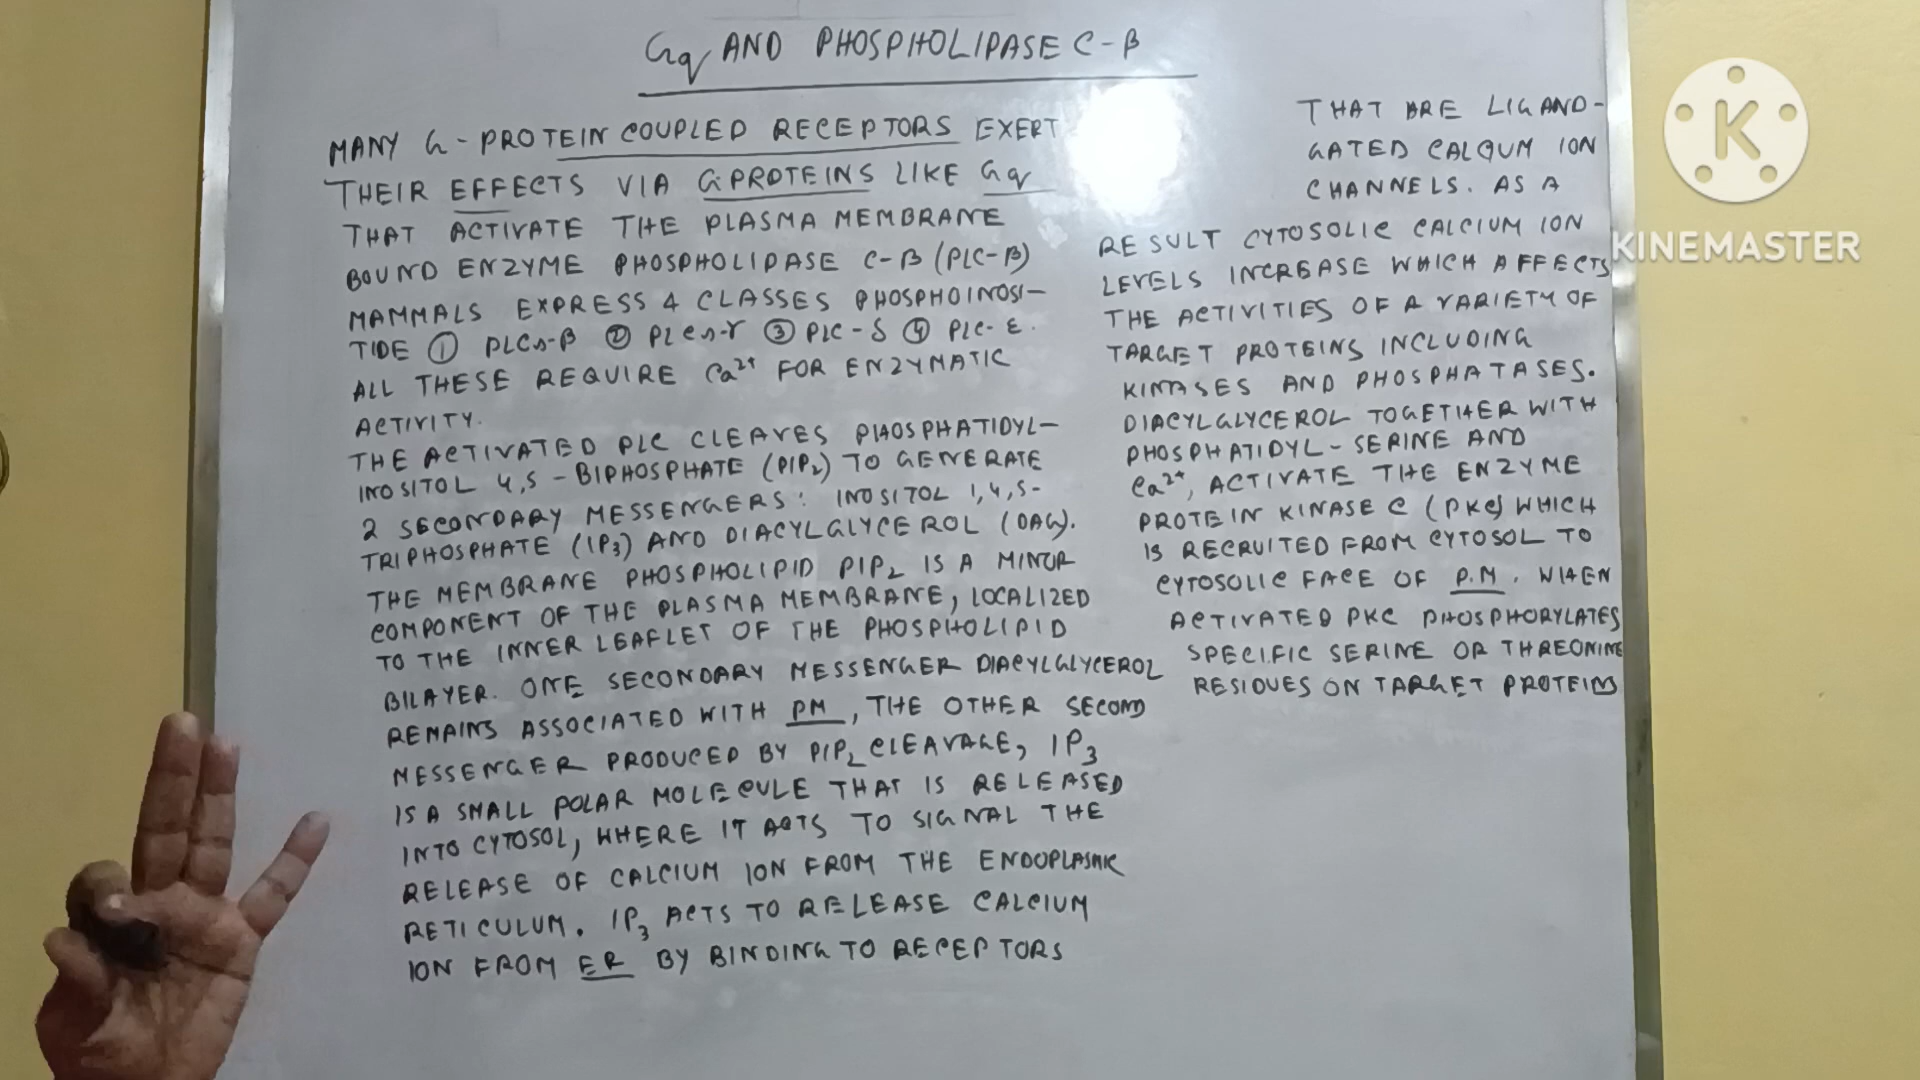 Gq AND PHOSPHOLIPASE C-β
MANY G-PROTEIN COUPLED RECEPTORS EXERT
THEIR EFFECTS VIA G-PROTEINS LIKE Gq
THAT ACTIVATE THE PLASMA MEMBRANE
BOUND ENZYME PHOSPHOLIPASE C-β (PLC-β)
MAMMALS EXPRESS 4 CLASSES PHOSPHOINOSI-
TIDE ① PLCs-β ② PLCs-γ ③ PLC-δ ④ PLC-ε.
ALL THESE REQUIRE Ca²⁺ FOR ENZYMATIC
ACTIVITY.
THE ACTIVATED PLC CLEAVES PHOSPHATIDYL-
INOSITOL 4,5-BIPHOSPHATE (PIP₂) TO GENERATE
2 SECONDARY MESSENGERS: INOSITOL 1,4,5-
TRIPHOSPHATE (IP₃) AND DIACYLGLYCEROL (DAG).
THE MEMBRANE PHOSPHOLIPID PIP₂ IS A MINOR
COMPONENT OF THE PLASMA MEMBRANE, LOCALIZED
TO THE INNER LEAFLET OF THE PHOSPHOLIPID
BILAYER. ONE SECONDARY MESSENGER DIACYLGLYCEROL
REMAINS ASSOCIATED WITH PM, THE OTHER SECOND
MESSENGER PRODUCED BY PIP₂ CLEAVAGE, IP₃
IS A SMALL POLAR MOLECULE THAT IS RELEASED
INTO CYTOSOL, WHERE IT ACTS TO SIGNAL THE
RELEASE OF CALCIUM ION FROM THE ENDOPLASMIC
RETICULUM. IP₃ ACTS TO RELEASE CALCIUM
ION FROM ER BY BINDING TO RECEPTORS
THAT ARE LIGAND-
GATED CALCIUM ION
CHANNELS. AS A
RESULT CYTOSOLIC CALCIUM ION
LEVELS INCREASE WHICH AFFECTS
THE ACTIVITIES OF A VARIETY OF
TARGET PROTEINS INCLUDING
KINASES AND PHOSPHATASES.
DIACYLGLYCEROL TOGETHER WITH
PHOSPHATIDYL-SERINE AND
Ca²⁺, ACTIVATE THE ENZYME
PROTEIN KINASE C (PKC) WHICH
IS RECRUITED FROM CYTOSOL TO
CYTOSOLIC FACE OF P.M. WHEN
ACTIVATED PKC PHOSPHORYLATES
SPECIFIC SERINE OR THREONINE
RESIDUES ON TARGET PROTEINS
K
KINEMASTER